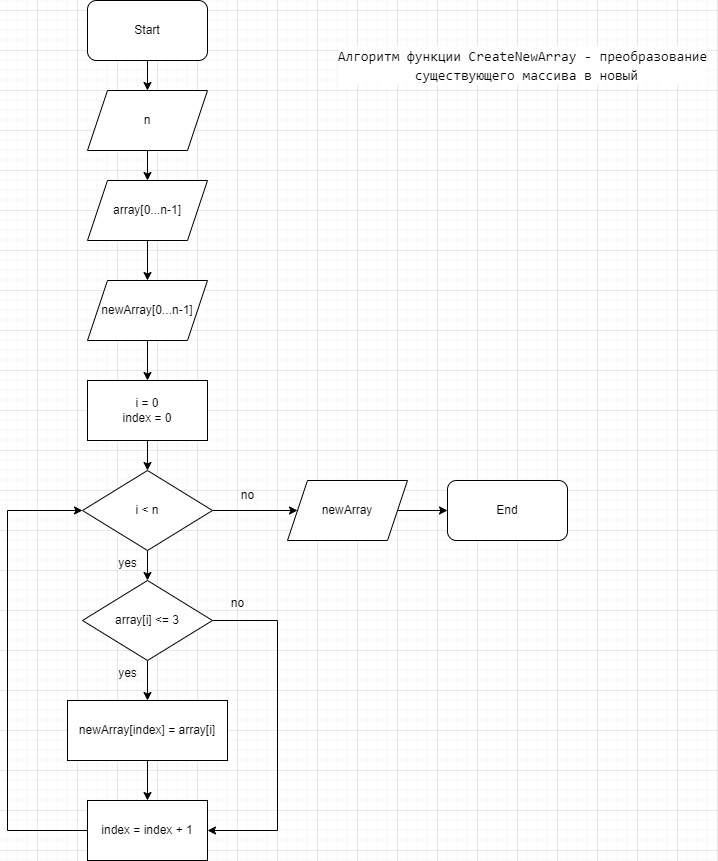 Start
Алгоритм функции CreateNewArray - преобразование
существующего массива в новый
n
array[0...n-1]
newArray[0...n-1]
i = 0
index = 0
i < n
no
newArray
End
yes
array[i] <= 3
no
yes
newArray[index] = array[i]
index = index + 1